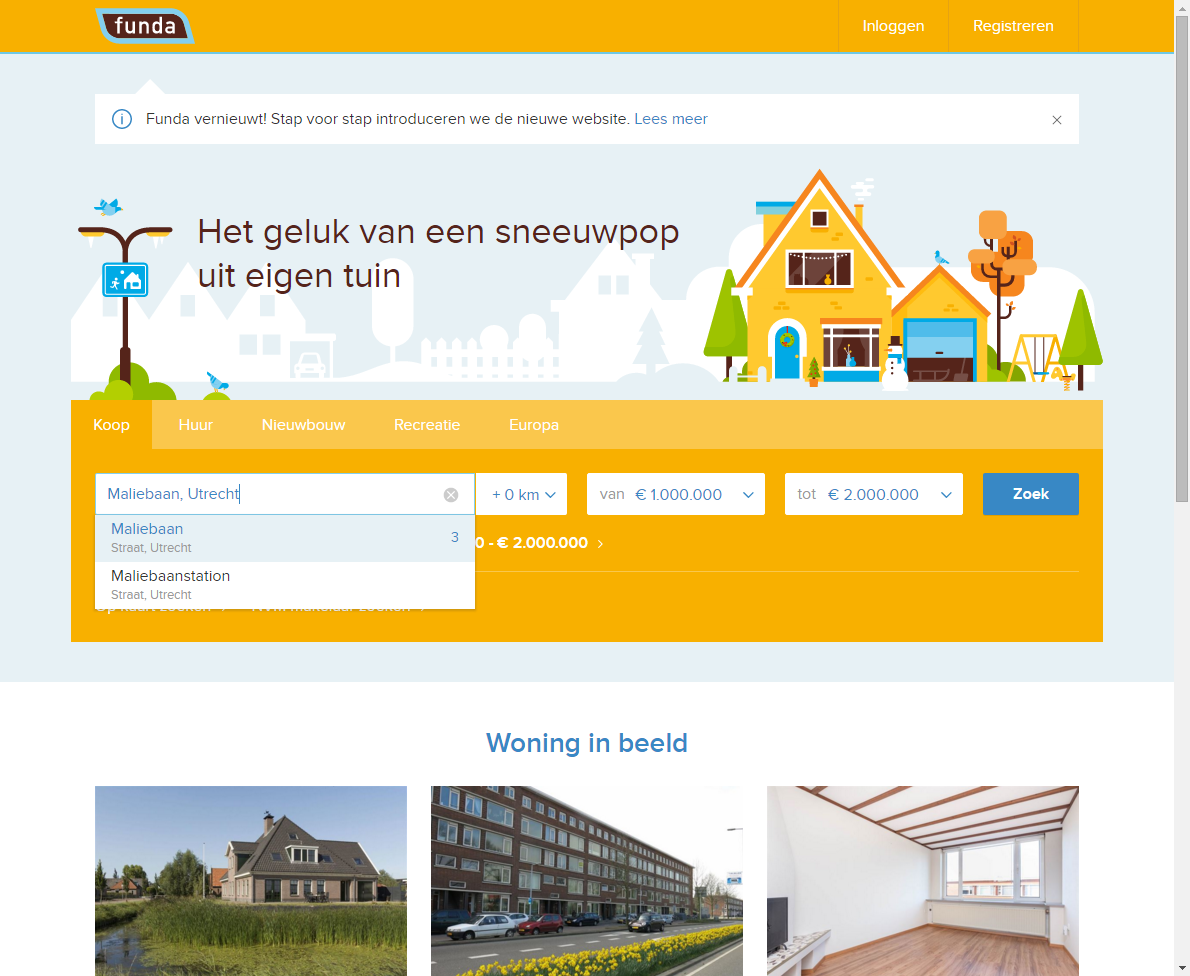 funda
Inloggen
Registreren
Funda vernieuwt! Stap voor stap introduceren we de nieuwe website. Lees meer
Het geluk van een sneeuwpop
uit eigen tuin
Koop
Huur
Nieuwbouw
Recreatie
Europa
Maliebaan, Utrecht
+ 0 km
van € 1.000.000
tot € 2.000.000
Zoek
Maliebaan
Straat, Utrecht
3
0 - € 2.000.000
Maliebaanstation
Straat, Utrecht
Woning in beeld